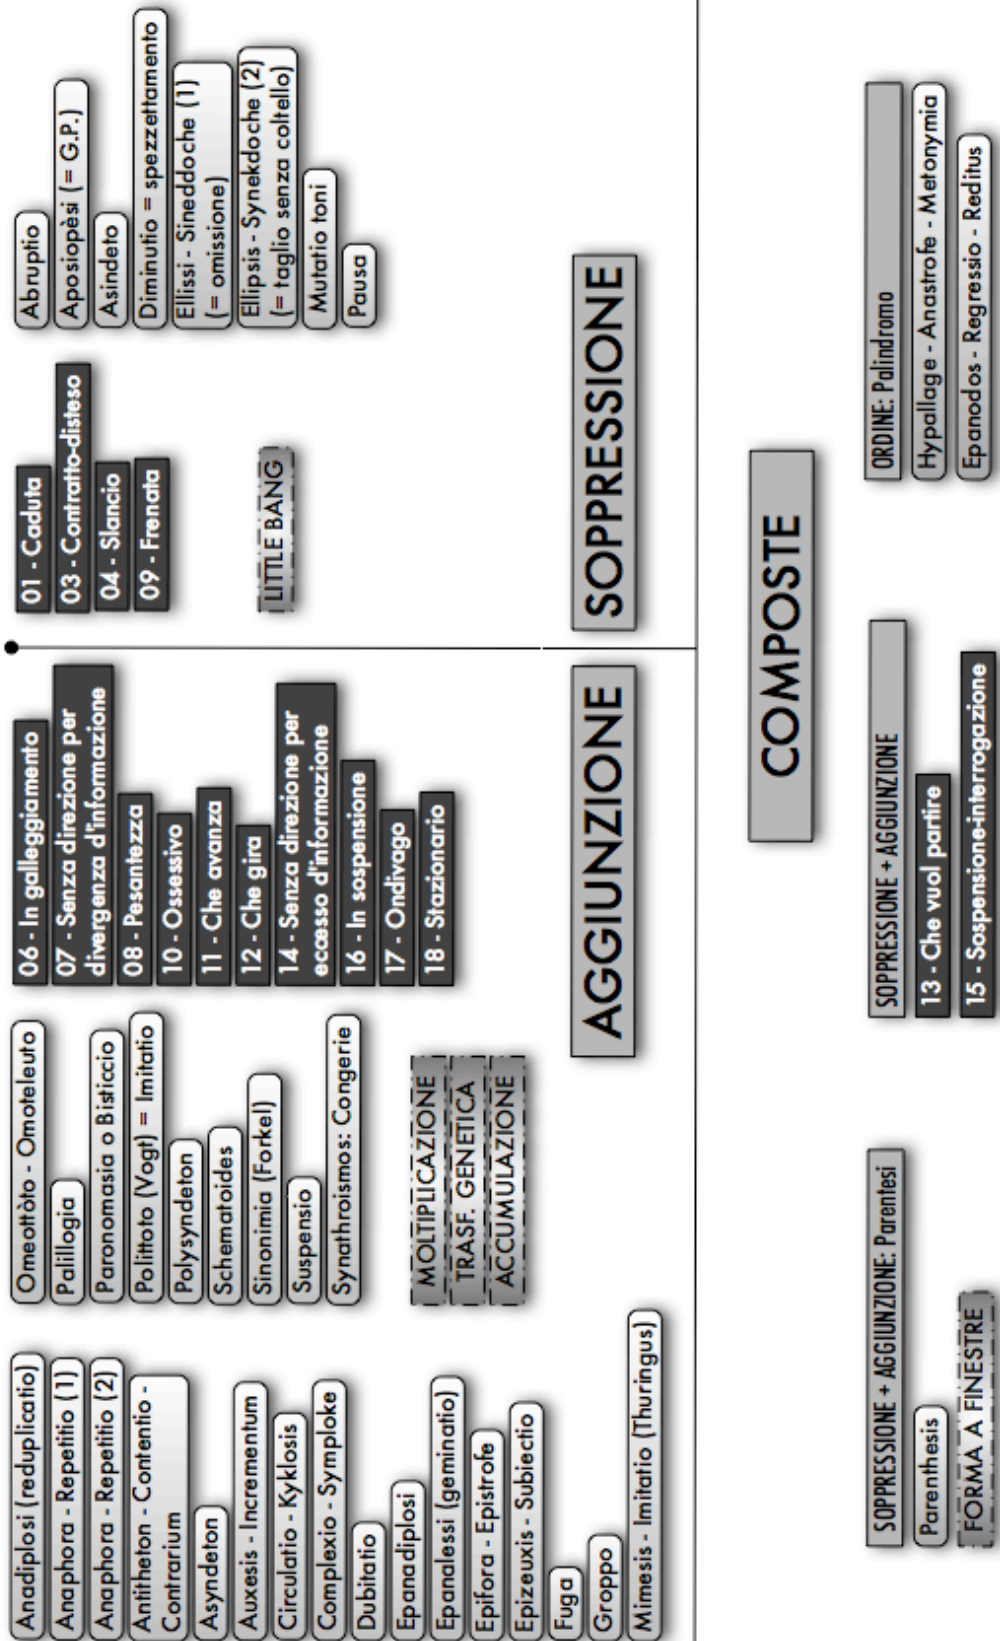 Anadiplosi (reduplicatio)
Anaphora - Repetitio (1)
Anaphora - Repetitio (2)
Antitheton - Contentio -
Contrarium
Asyndeton
Auxesis - Incrementum
Circulatio - Kyklosis
Complexio - Symploke
Dubitatio
Epanadiplosi
Epanalessi (geminatio)
Epifora - Epistrofe
Epizeuxis - Subiectio
Fuga
Groppo
Mimesis - Imitatio (Thuringus)
Omeottòto - Omoteleuto
Palillogia
Paronomasia o Bisticcio
Polittoto (Vogt) = Imitatio
Polysyndeton
Schematoides
Sinonimia (Forkel)
Suspensio
Synathroismos: Congerie
MOLTIPLICAZIONE
TRASF. GENETICA
ACCUMULAZIONE
06 - In galleggiamento
07 - Senza direzione per
divergenza d'informazione
08 - Pesantezza
10 - Ossessivo
11 - Che avanza
12 - Che gira
14 - Senza direzione per
eccesso d'informazione
16 - In sospensione
17 - Ondivago
18 - Stazionario
AGGIUNZIONE
01 - Caduta
03 - Contratto-disteso
04 - Slancio
09 - Frenata
LITTLE BANG
Abruptio
Aposiopèsi (= G.P.)
Asindeto
Diminutio = spezzettamento
Ellissi - Sineddoche (1)
(= omissione)
Ellipsis - Synekdoche (2)
(= taglio senza coltello)
Mutatio toni
Pausa
SOPPRESSIONE
COMPOSTE
SOPPRESSIONE + AGGIUNZIONE: Parentesi
Parenthesis
FORMA A FINESTRE
SOPPRESSIONE + AGGIUNZIONE
13 - Che vuol partire
15 - Sospensione-interrogazione
ORDINE: Palindromo
Hypallage - Anastrofe - Metonymia
Epanodos - Regressio - Reditus